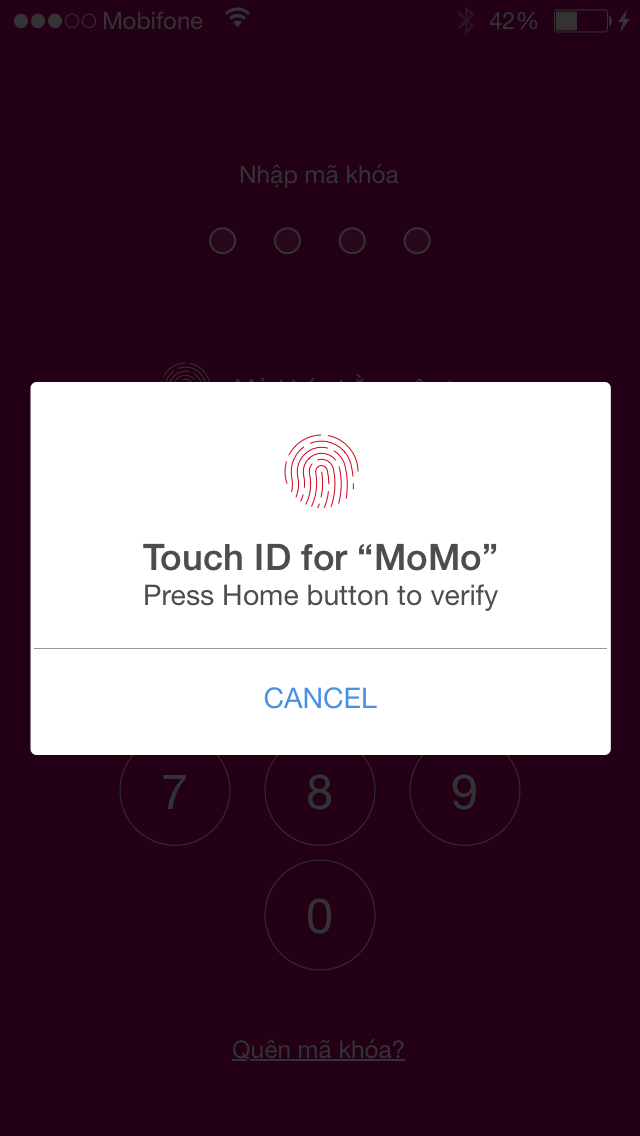 Mobifone 42%
Nhập mã khóa
Touch ID for “MoMo”
Press Home button to verify
CANCEL
7 8 9
0
Quên mã khóa?